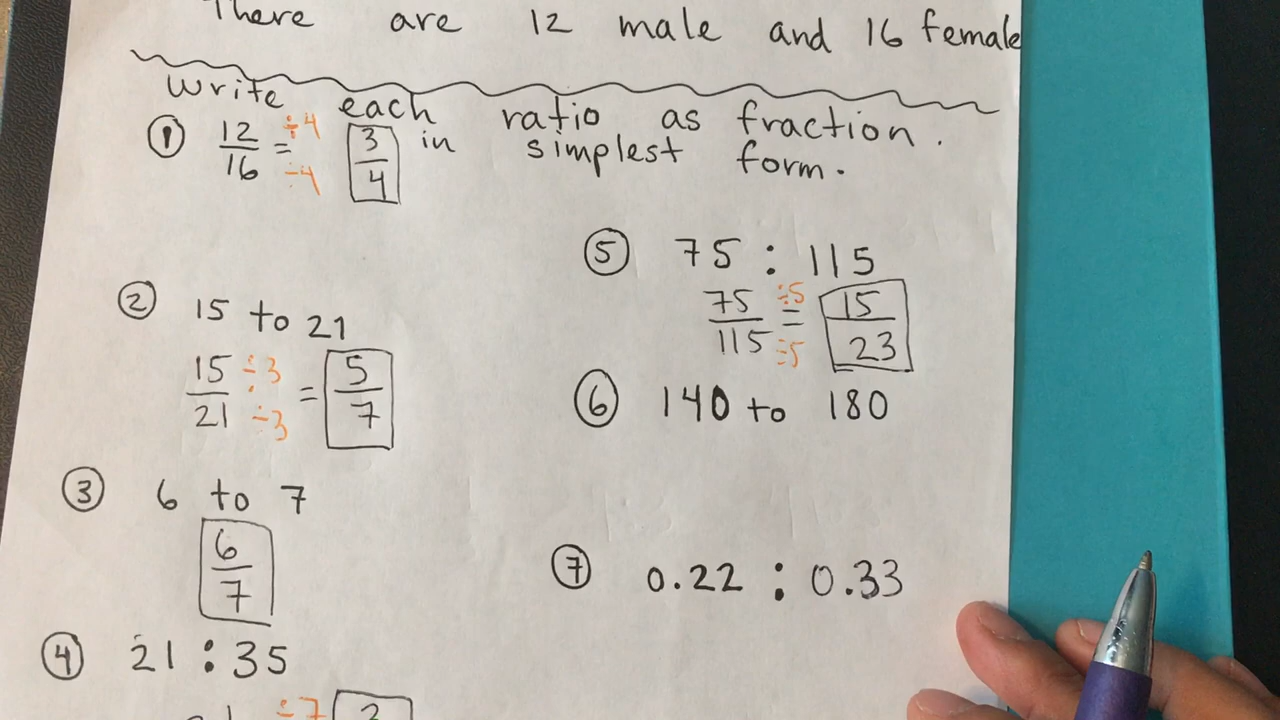 There are 12 male and 16 female
Write each ratio as fraction.
in simplest form.
① 12/16 ÷4 ÷4 = 3/4
② 15 to 21
15/21 ÷3 ÷3 = 5/7
③ 6 to 7
6/7
④ 21 : 35
÷7
⑤ 75 : 115
75/115 ÷5 ÷5 = 15/23
⑥ 140 to 180
⑦ 0.22 : 0.33